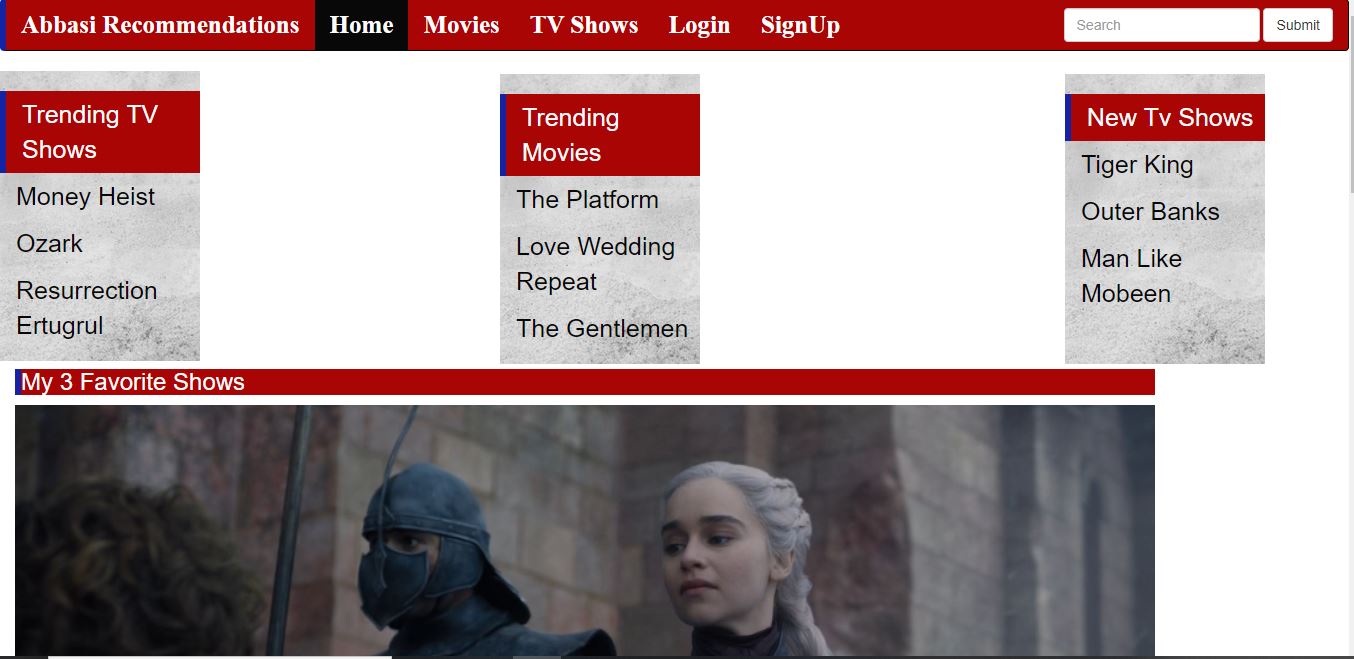 Abbasi Recommendations Home Movies TV Shows Login SignUp Search Submit
Trending TV
Shows
Money Heist
Ozark
Resurrection
Ertugrul
Trending
Movies
The Platform
Love Wedding
Repeat
The Gentlemen
New Tv Shows
Tiger King
Outer Banks
Man Like
Mobeen
My 3 Favorite Shows